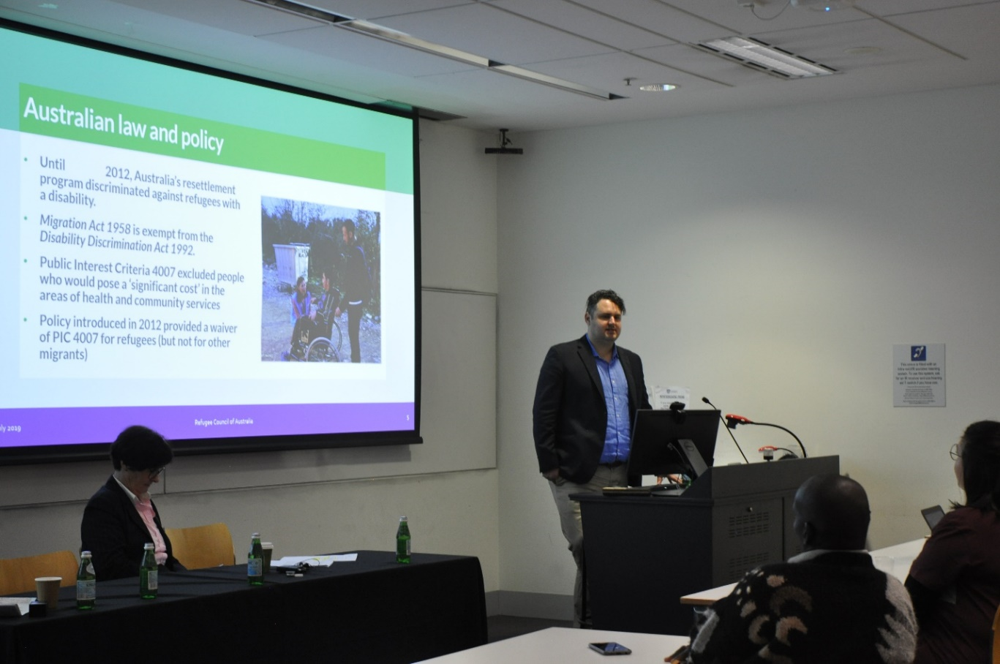 Australian law and policy
• Until 2012, Australia's resettlement
program discriminated against refugees with
a disability.
• Migration Act 1958 is exempt from the
Disability Discrimination Act 1992.
• Public Interest Criteria 4007 excluded people
who would pose a 'significant cost' in the
areas of health and community services
• Policy introduced in 2012 provided a waiver
of PIC 4007 for refugees (but not for other
migrants)
2019
Refugee Council of Australia